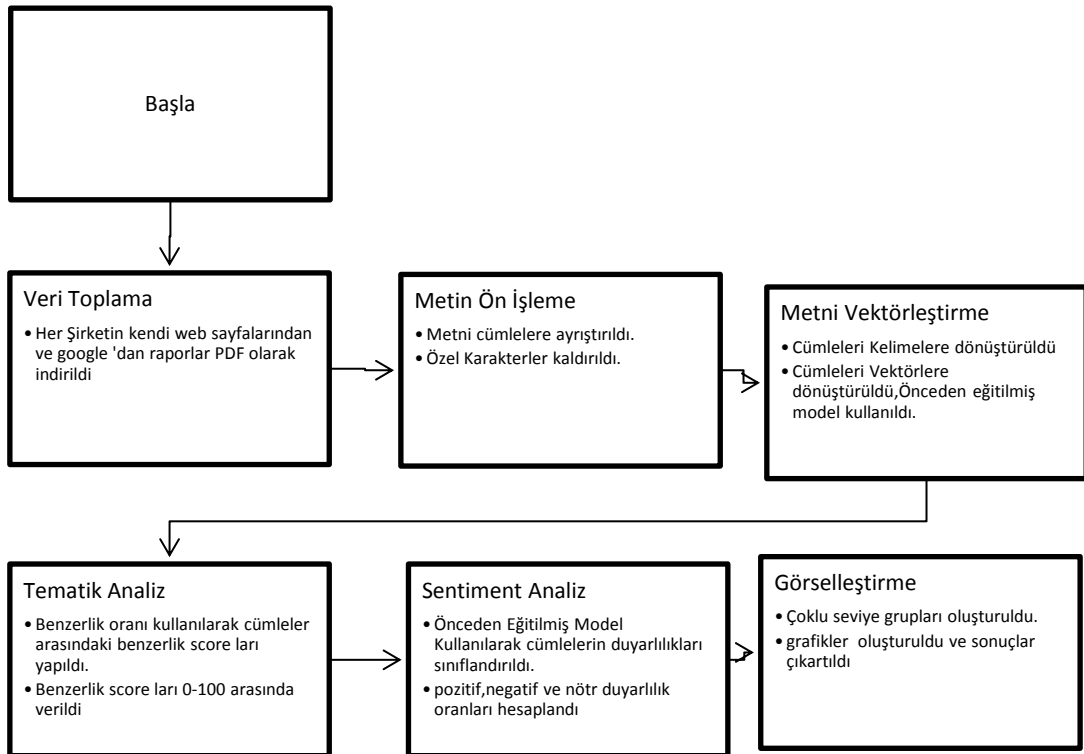 Başla
Veri Toplama
• Her Şirketin kendi web sayfalarından
ve google 'dan raporlar PDF olarak
indirildi
Metin Ön İşleme
• Metni cümlelere ayrıştırıldı.
• Özel Karakterler kaldırıldı.
Metni Vektörleştirme
• Cümleleri Kelimelere dönüştürüldü
• Cümleleri Vektörlere
dönüştürüldü,Önceden eğitilmiş
model kullanıldı.
Tematik Analiz
• Benzerlik oranı kullanılarak cümleler
arasındaki benzerlik score ları
yapıldı.
• Benzerlik score ları 0-100 arasında
verildi
Sentiment Analiz
• Önceden Eğitilmiş Model
Kullanılarak cümlelerin duyarlılıkları
sınıflandırıldı.
• pozitif,negatif ve nötr duyarlılık
oranları hesaplandı
Görselleştirme
• Çoklu seviye grupları oluşturuldu.
• grafikler oluşturuldu ve sonuçlar
çıkartıldı